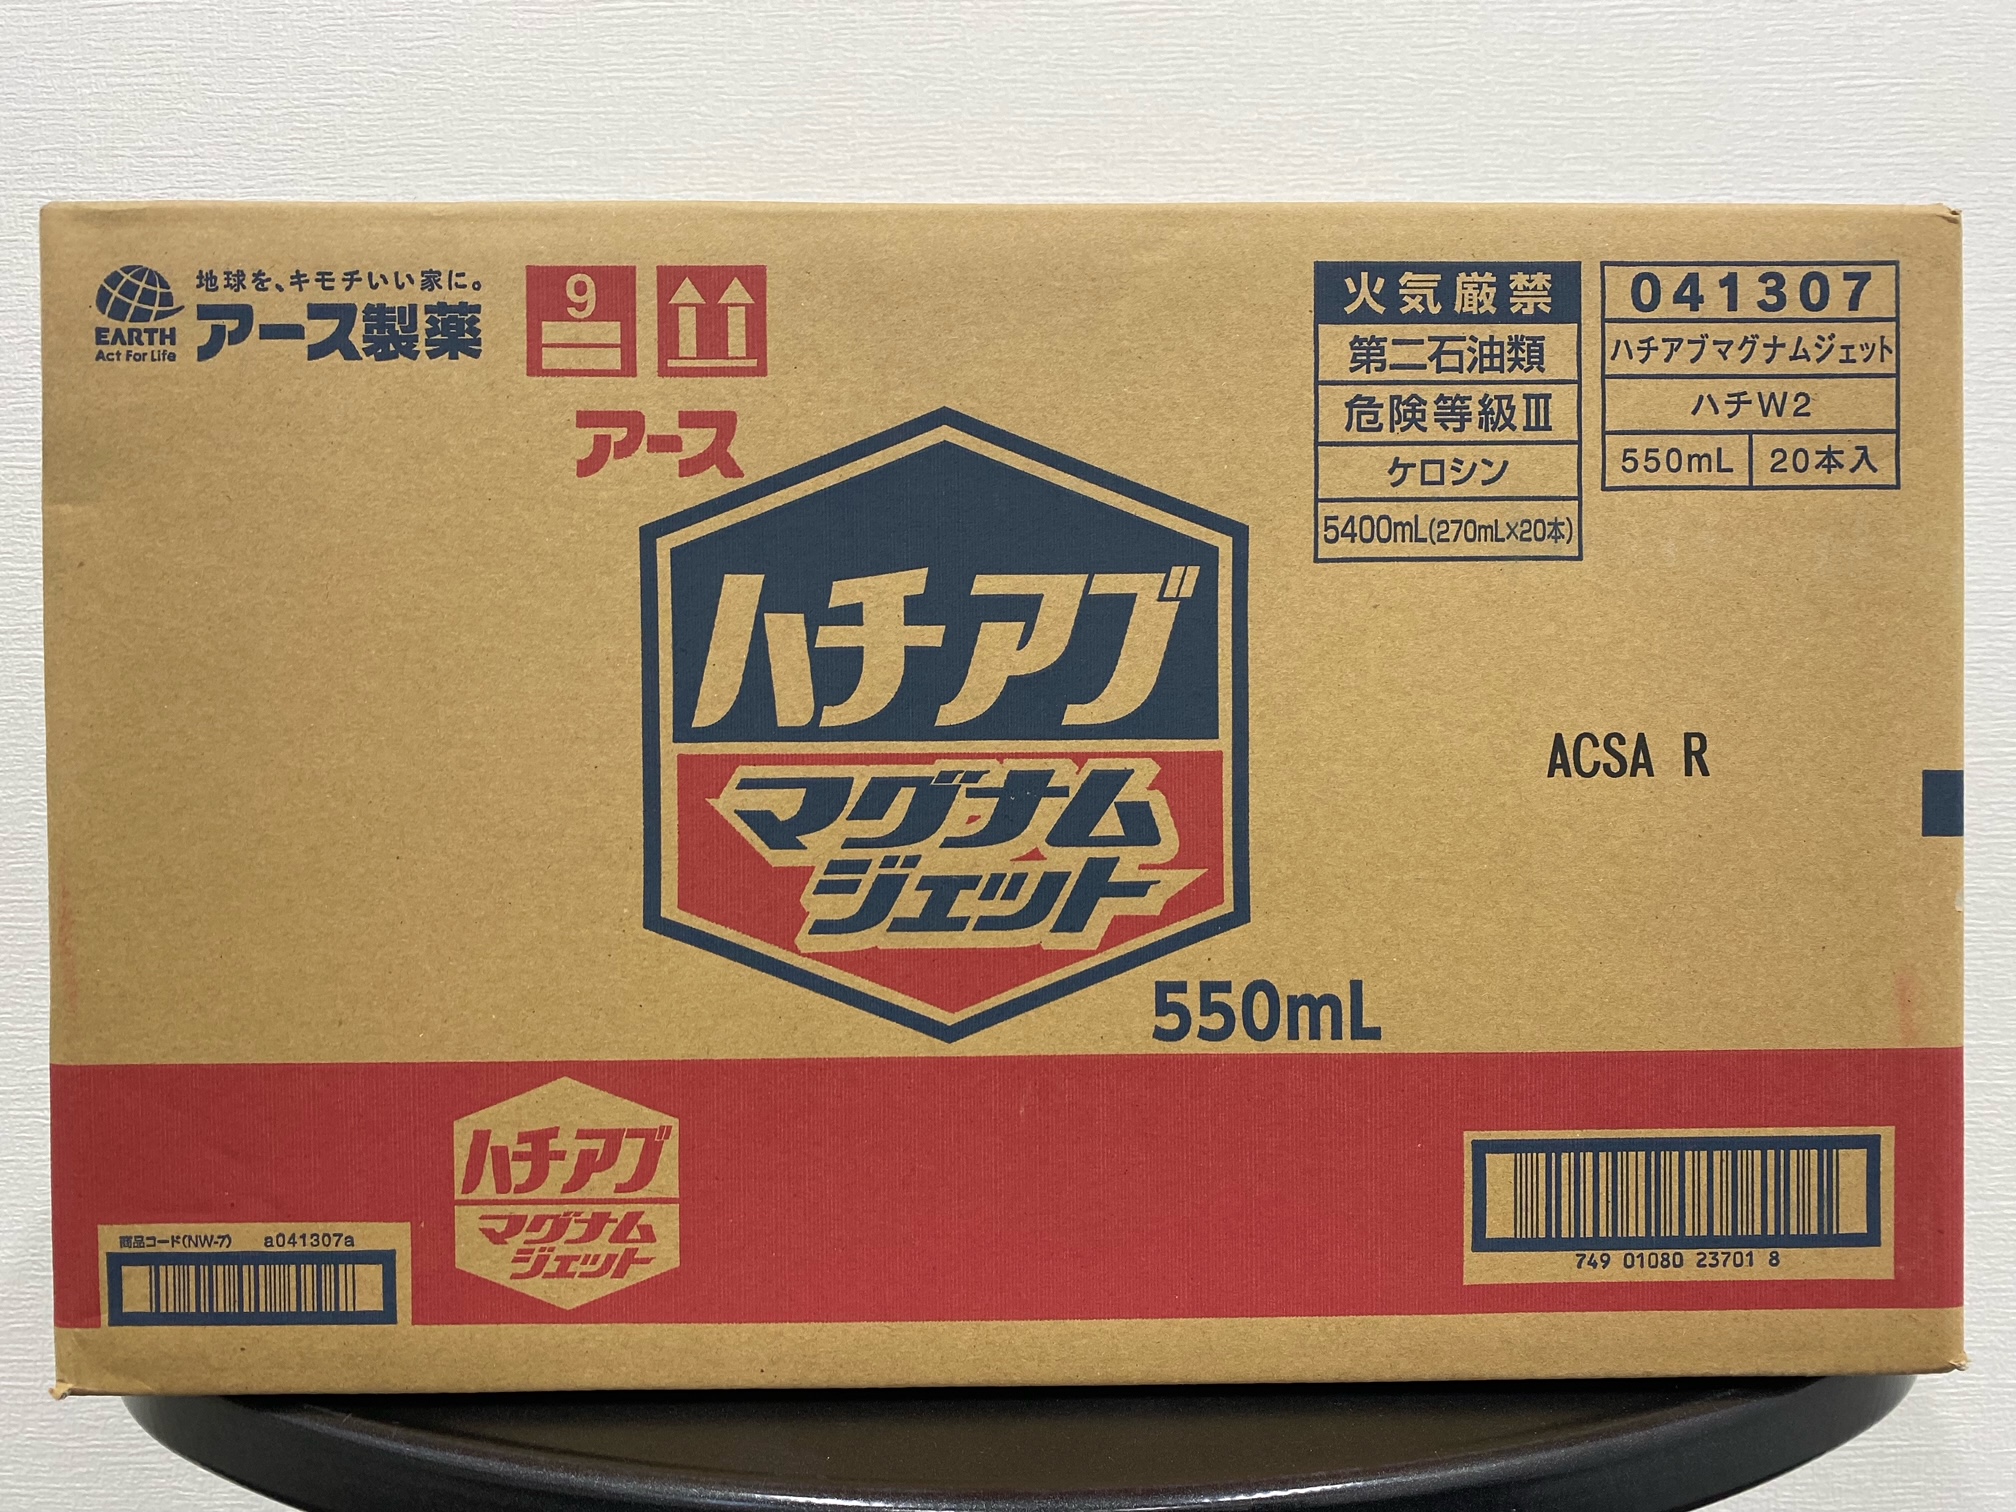 地球を、キモチいい家に。
アース製薬
EARTH
Act For Life
9
火気厳禁
第二石油類
危険等級Ⅲ
ケロシン
5400mL(270mL×20本)
041307
ハチアブマグナムジェット
ハチW2
550mL 20本入
アース
ハチアブ
マグナム
ジェット
550mL
ACSA R
ハチアブ
マグナム
ジェット
商品コード(NW-7) a041307a
749 01080 23701 8